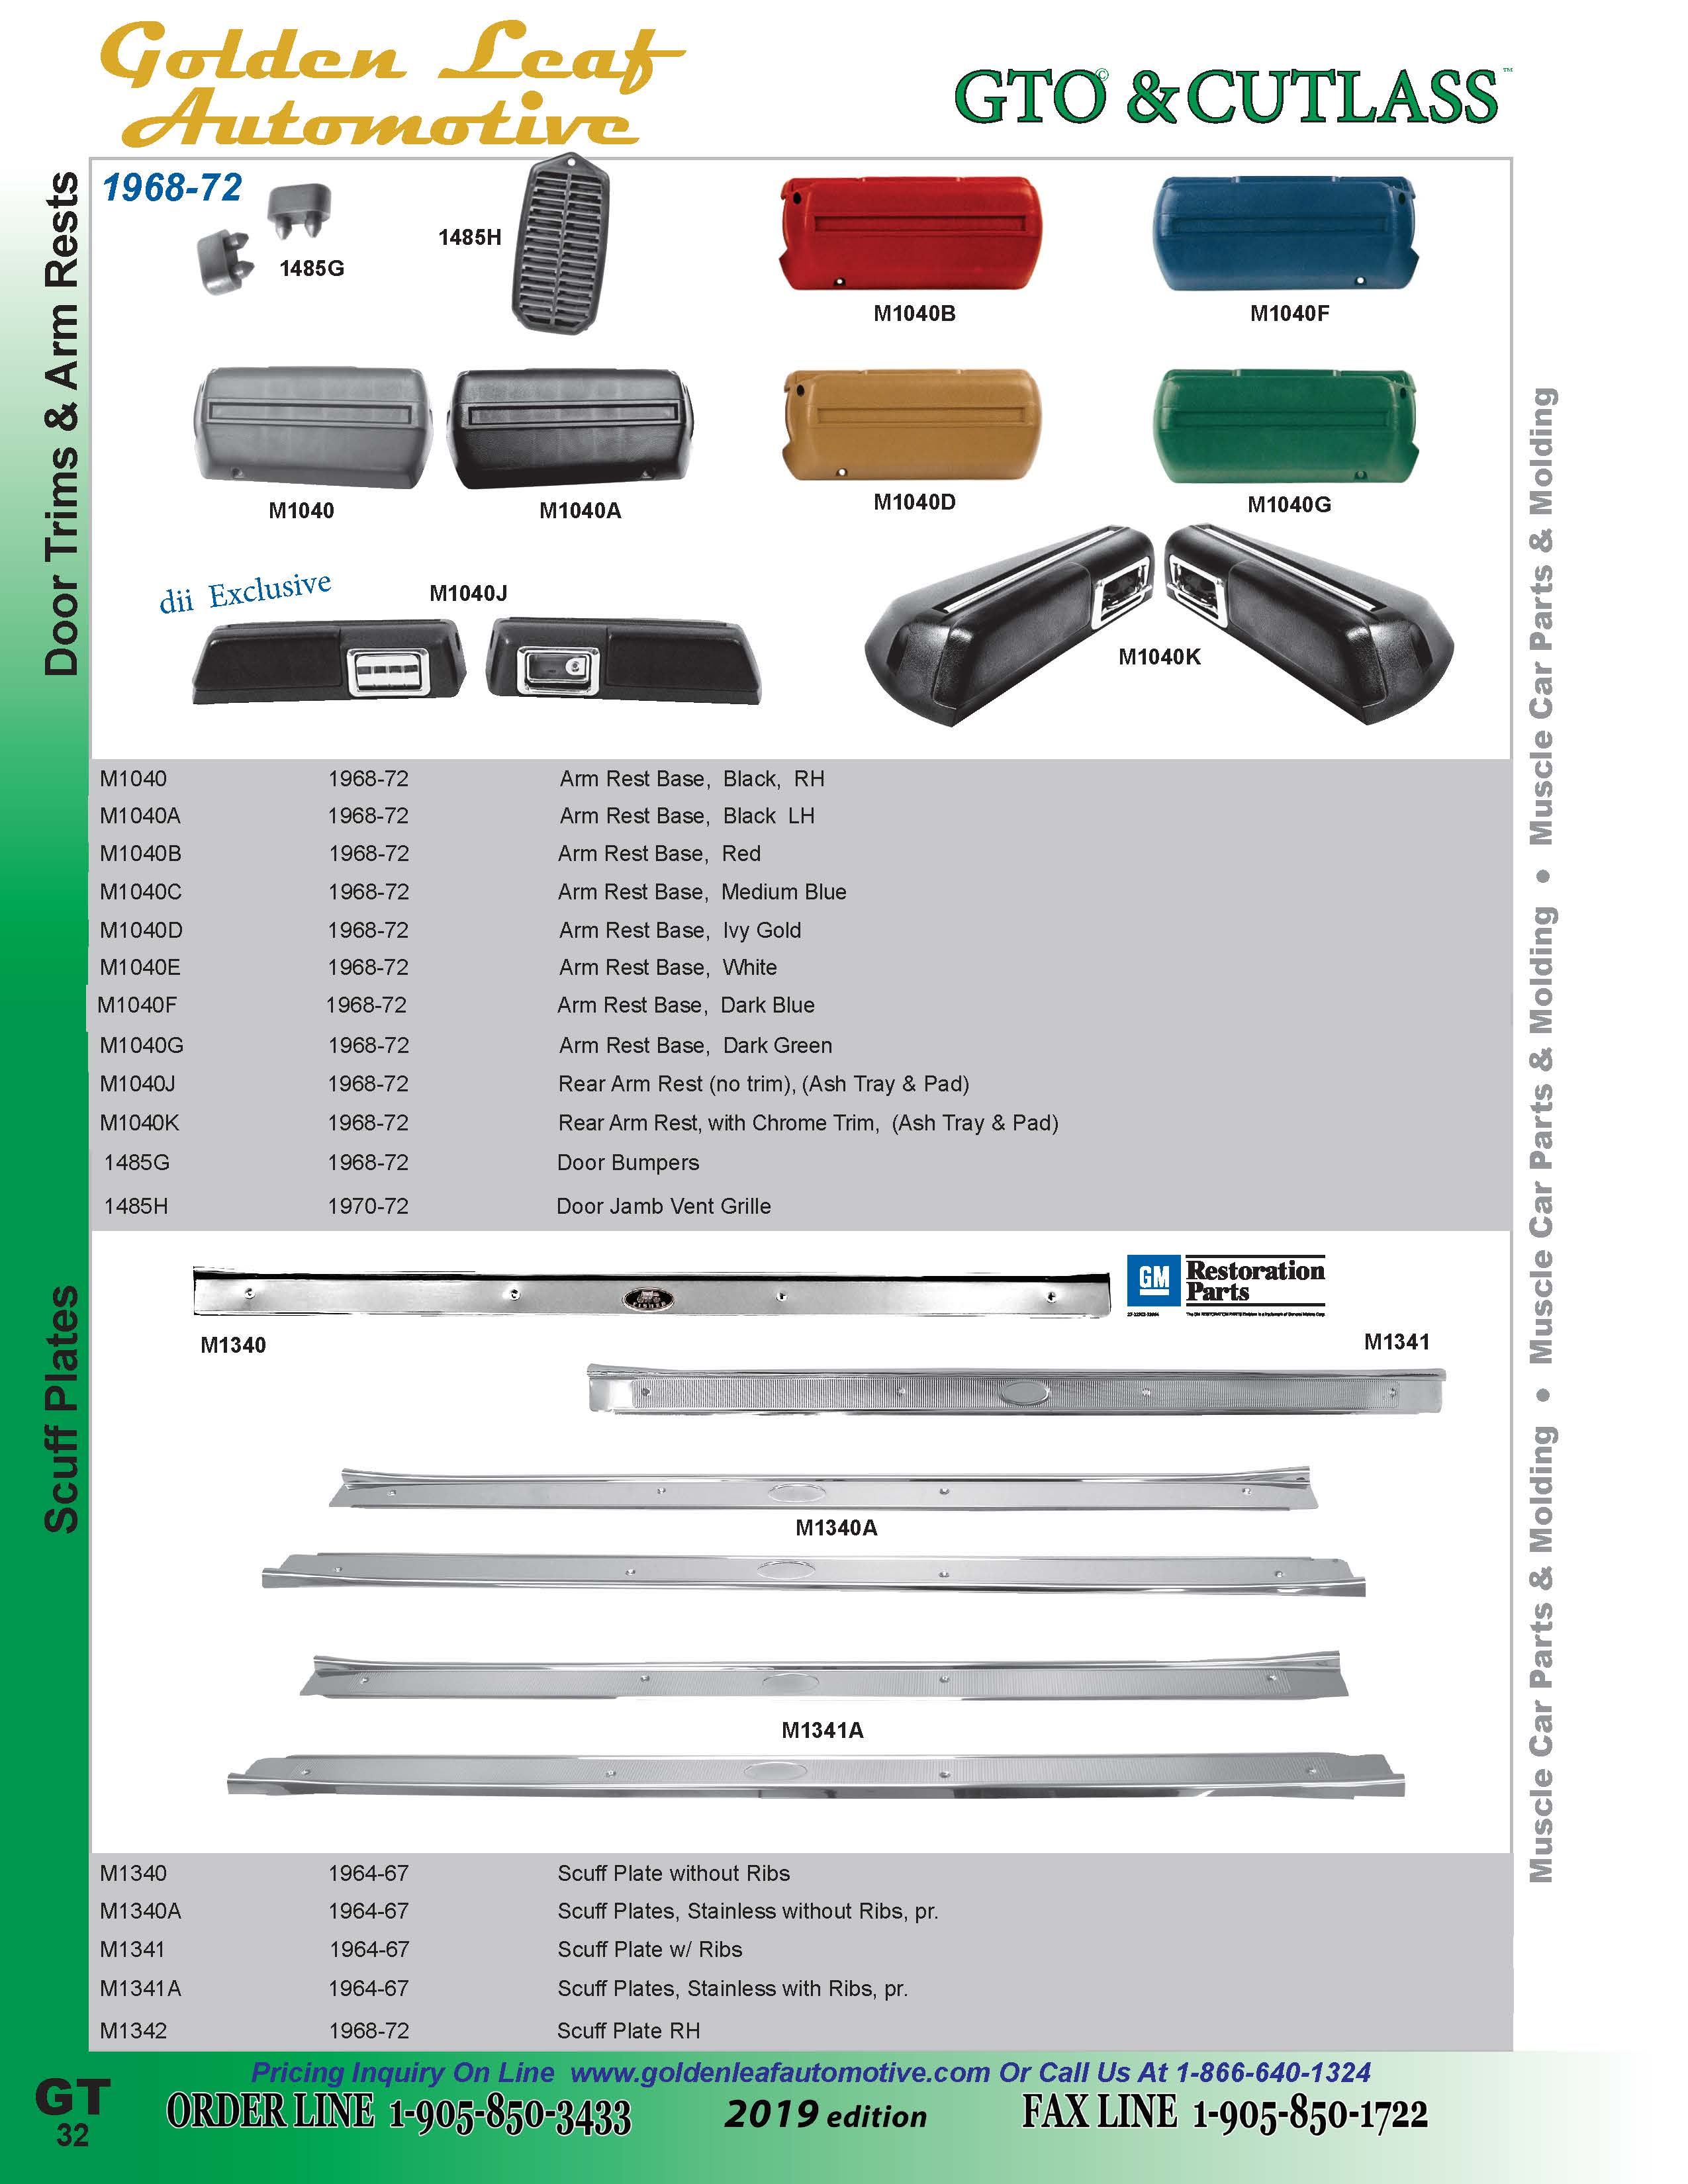 Golden Leaf
Automotive
GTO© & CUTLASS™
Door Trims & Arm Rests
1968-72
1485G
1485H
M1040B
M1040F
M1040
M1040A
M1040D
M1040G
dii Exclusive
M1040J
M1040K
M1040 1968-72 Arm Rest Base, Black, RH
M1040A 1968-72 Arm Rest Base, Black LH
M1040B 1968-72 Arm Rest Base, Red
M1040C 1968-72 Arm Rest Base, Medium Blue
M1040D 1968-72 Arm Rest Base, Ivy Gold
M1040E 1968-72 Arm Rest Base, White
M1040F 1968-72 Arm Rest Base, Dark Blue
M1040G 1968-72 Arm Rest Base, Dark Green
M1040J 1968-72 Rear Arm Rest (no trim), (Ash Tray & Pad)
M1040K 1968-72 Rear Arm Rest, with Chrome Trim, (Ash Tray & Pad)
1485G 1968-72 Door Bumpers
1485H 1970-72 Door Jamb Vent Grille
Scuff Plates
GM Restoration
Parts
M1340
M1341
M1340A
M1341A
M1340 1964-67 Scuff Plate without Ribs
M1340A 1964-67 Scuff Plates, Stainless without Ribs, pr.
M1341 1964-67 Scuff Plate w/ Ribs
M1341A 1964-67 Scuff Plates, Stainless with Ribs, pr.
M1342 1968-72 Scuff Plate RH
Muscle Car Parts & Molding • Muscle Car Parts & Molding • Muscle Car Parts & Molding
Pricing Inquiry On Line www.goldenleafautomotive.com Or Call Us At 1-866-640-1324
GT
32
ORDER LINE 1-905-850-3433 2019 edition FAX LINE 1-905-850-1722